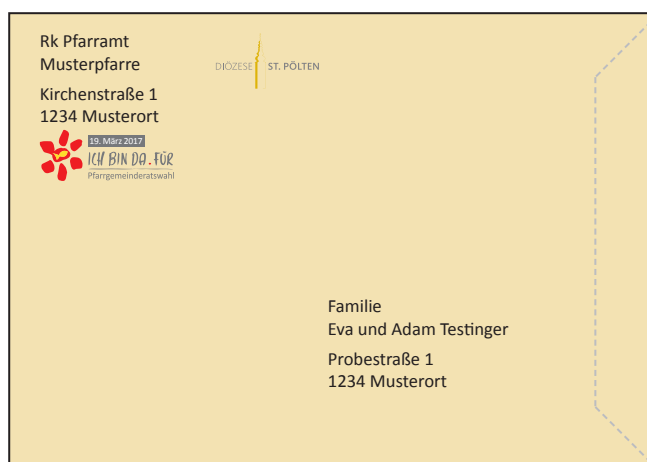 Rk Pfarramt
Musterpfarre
Kirchenstraße 1
1234 Musterort
DIÖZESE ST. PÖLTEN
19. März 2017
ICH BIN DA. FÜR
Pfarrgemeinderatswahl
Familie
Eva und Adam Testinger
Probestraße 1
1234 Musterort